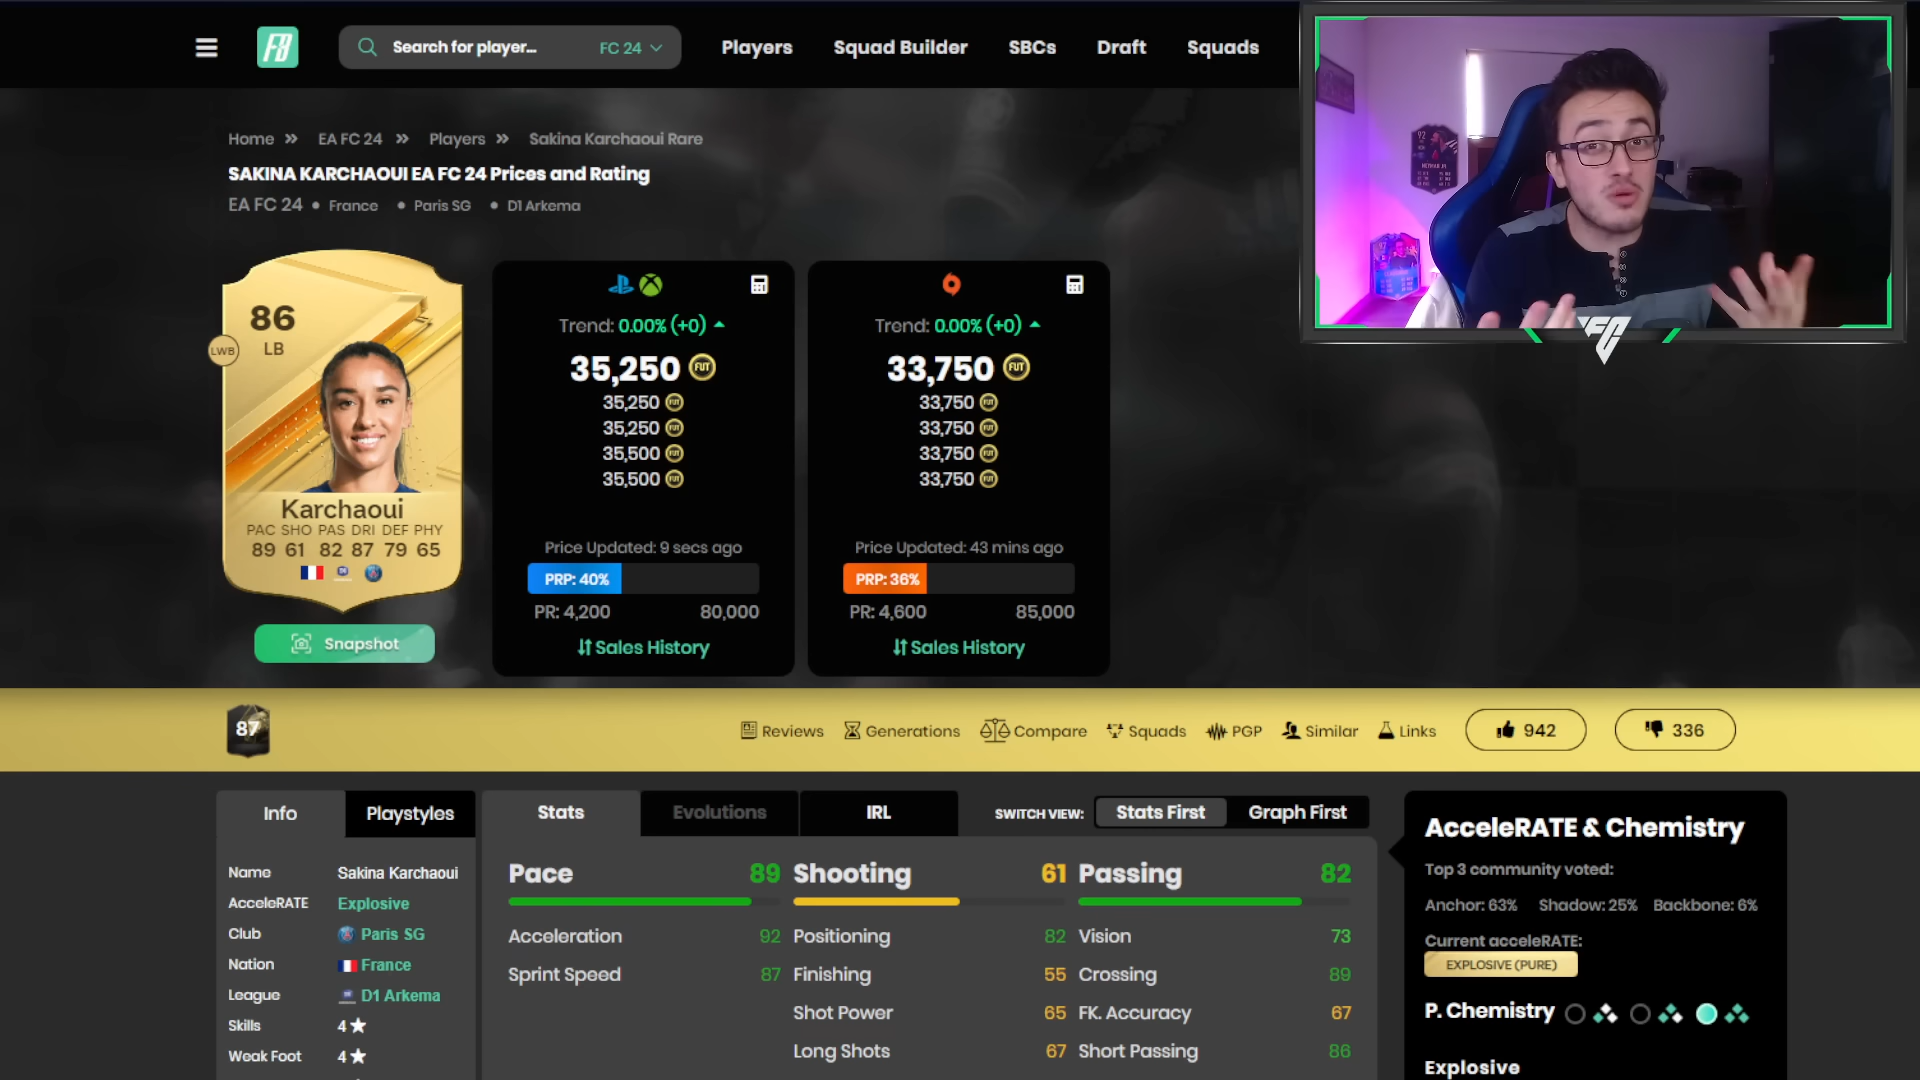 Search for player...
FC 24
Players
Squad Builder
SBCs
Draft
Squads
Home
EA FC 24
Players
Sakina Karchaoui Rare
SAKINA KARCHAOUI EA FC 24 Prices and Rating
EA FC 24 • France • Paris SG • D1 Arkema
86
LB
LWB
Karchaoui
PAC SHO PAS DRI DEF PHY
89 61 82 87 79 65
Snapshot
Trend: 0.00% (+0)
35,250
35,250
35,250
35,500
35,500
Price Updated: 9 secs ago
PRP: 40%
PR: 4,200 80,000
Sales History
Trend: 0.00% (+0)
33,750
33,750
33,750
33,750
33,750
Price Updated: 43 mins ago
PRP: 36%
PR: 4,600 85,000
Sales History
87
Reviews
Generations
Compare
Squads
PGP
Similar
Links
942
336
Info
Playstyles
Name Sakina Karchaoui
AcceleRATE Explosive
Club Paris SG
Nation France
League D1 Arkema
Skills 4
Weak Foot 4
Stats
Evolutions
IRL
SWITCH VIEW:
Stats First
Graph First
Pace 89
Acceleration 92
Sprint Speed 87
Shooting 61
Positioning 82
Finishing 55
Shot Power 65
Long Shots 67
Passing 82
Vision 73
Crossing 89
FK. Accuracy 67
Short Passing 86
AcceleRATE & Chemistry
Top 3 community voted:
Anchor: 63% Shadow: 25% Backbone: 6%
Current acceleRATE:
EXPLOSIVE (PURE)
P. Chemistry
Explosive